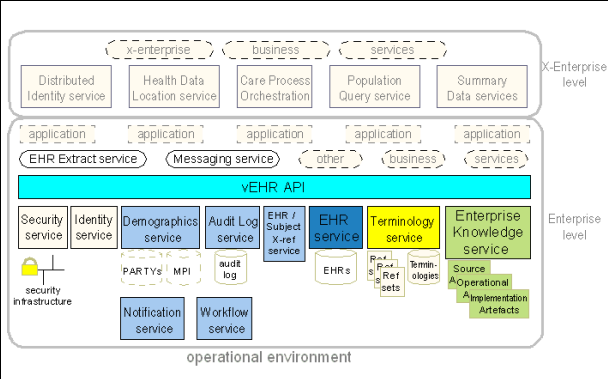 x-enterprise business services
Distributed
Identity service
Health Data
Location service
Care Process
Orchestration
Population
Query service
Summary
Data services
X-Enterprise
level
application application application application application
EHR Extract service Messaging service other business services
vEHR API
Security
service
Identity
service
Demographics
service
Audit Log
service
EHR /
Subject
X-ref
service
EHR
service
Terminology
service
Enterprise
Knowledge
service
Enterprise
level
security
infrastructure
PARTYs
MPI
audit
log
EHRs
Ref
s
Ref
s
Ref
sets
Termin-
ologies
Source
A
Operational
A
Implementation
Artefacts
Notification
service
Workflow
service
operational environment